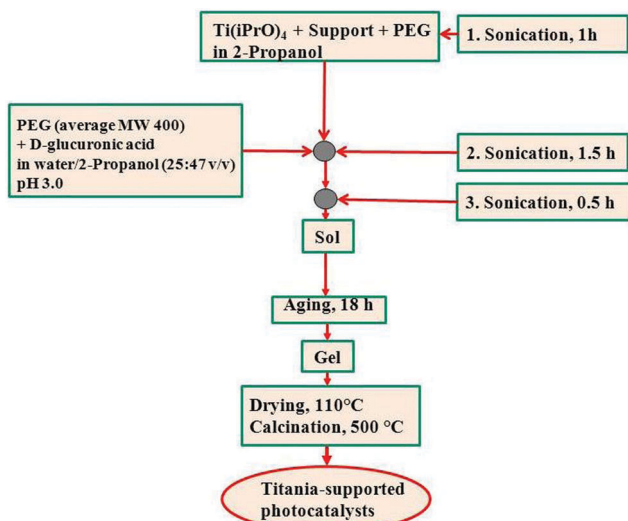 Ti(iPrO)₄ + Support + PEG
in 2-Propanol
1. Sonication, 1h
PEG (average MW 400)
+ D-glucuronic acid
in water/2-Propanol (25:47 v/v)
pH 3.0
2. Sonication, 1.5 h
3. Sonication, 0.5 h
Sol
Aging, 18 h
Gel
Drying, 110°C
Calcination, 500 °C
Titania-supported
photocatalysts